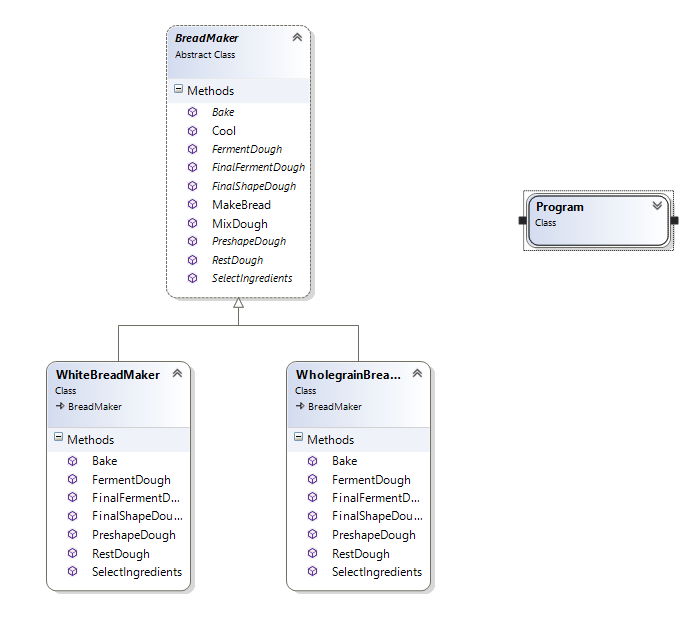 BreadMaker
Abstract Class
Methods
Bake
Cool
FermentDough
FinalFermentDough
FinalShapeDough
MakeBread
MixDough
PreshapeDough
RestDough
SelectIngredients
Program
Class
WhiteBreadMaker
Class
BreadMaker
Methods
Bake
FermentDough
FinalFermentD...
FinalShapeDou...
PreshapeDough
RestDough
SelectIngredients
WholegrainBrea...
Class
BreadMaker
Methods
Bake
FermentDough
FinalFermentD...
FinalShapeDou...
PreshapeDough
RestDough
SelectIngredients